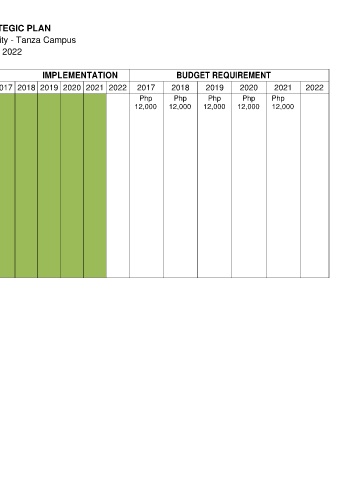 TEGIC PLAN
ity - Tanza Campus
2022
IMPLEMENTATION BUDGET REQUIREMENT
017 2018 2019 2020 2021 2022 2017 2018 2019 2020 2021 2022
Php Php Php Php Php
12,000 12,000 12,000 12,000 12,000